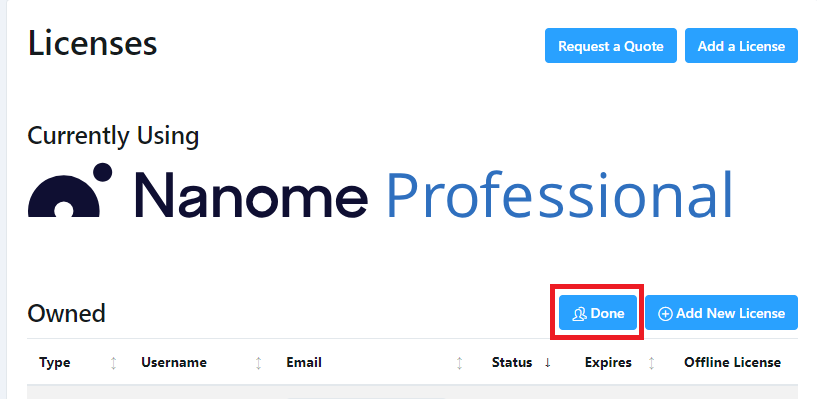 Licenses
Request a Quote
Add a License
Currently Using
Nanome Professional
Owned
Done
Add New License
Type Username Email Status Expires Offline License